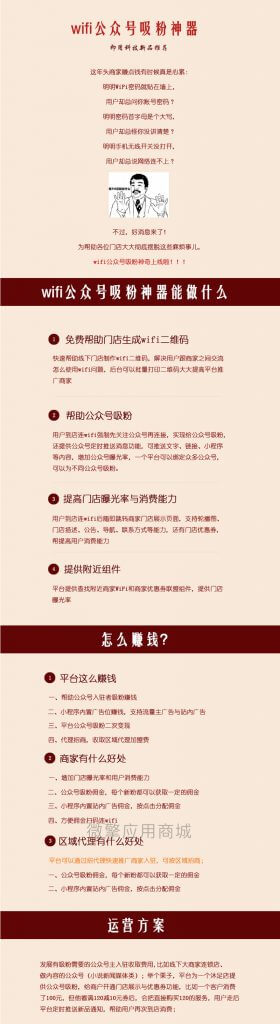 wifi公众号吸粉神器
柳周科技新品推荐
这年头商家赚点钱有时候真是心累:
明明WiFi密码就贴在墙上,
用户却总问你账号密码?
明明密码首字母是个大写,
用户却总怪你没讲清楚?
明明手机无线开关没打开,
用户却总说网络连不上?
不过,好消息来了!
为帮助各位门店大大彻底摆脱这些麻烦事儿。
wifi公众号吸粉神奇上线啦!!!
wifi公众号吸粉神器能做什么
1 免费帮助门店生成wifi二维码
快速帮助线下门店制作wifi二维码。解决用户跟商家之间交流
怎么使用wifi问题,后台可以批量打印二维码大大提高平台推
广商家
2 帮助公众号吸粉
用户到店连wifi强制先关注公众号再连接,实现给公众号吸粉,
还提供公众号定时推送消息功能,可推送文字、链接、小程序
等内容,增加公众号曝光率,一个平台可以绑定众多公众号,
可以为不同公众号吸粉。
3 提高门店曝光率与消费能力
用户到店连wifi后随即跳转商家门店展示页面,支持轮播图、
门店描述、公告、导航、联系方式等能力,还有门店优惠券,
帮提高用户消费能力
4 提供附近组件
平台提供查找附近商家WiFi和商家优惠券联盟组件,提供门店
曝光率
怎么赚钱?
1 平台这么赚钱
一、帮助公众号入驻者吸粉赚钱
二、小程序内置广告位赚钱,支持流量主广告与站内广告
三、平台公众号吸粉二次变现
四、代理招商,收取区域代理加盟费
2 商家有什么好处
一、增加门店曝光率和用户消费能力
二、公众号吸粉佣金,每个新粉都可以获取一定的佣金
三、小程序内置站内广告佣金,按点击分配佣金
四、方便佣金扫码连wifi
微擎应用商城
3 区域代理有什么好处
平台可以通过招代理快速推广商家入驻,可按区域招商:
一、公众号吸粉佣金,每个新粉都可以获取一定的佣金
二、小程序内置站内广告佣金,按点击分配佣金
运营方案
发展有吸粉需要的公众号主入驻收取费用,比如线下大商家连锁店、
做内容的公众号(小说新闻媒体类);举个栗子,平台为一个沐足店提
供公众号吸粉,给商户开通门店展示与优惠券功能,比如一个客户消费
了100元,但他看满120减10元券后,会把直接购买120的服务,用户走后
平台定时推送新品通知,帮助用户再次到店消费;